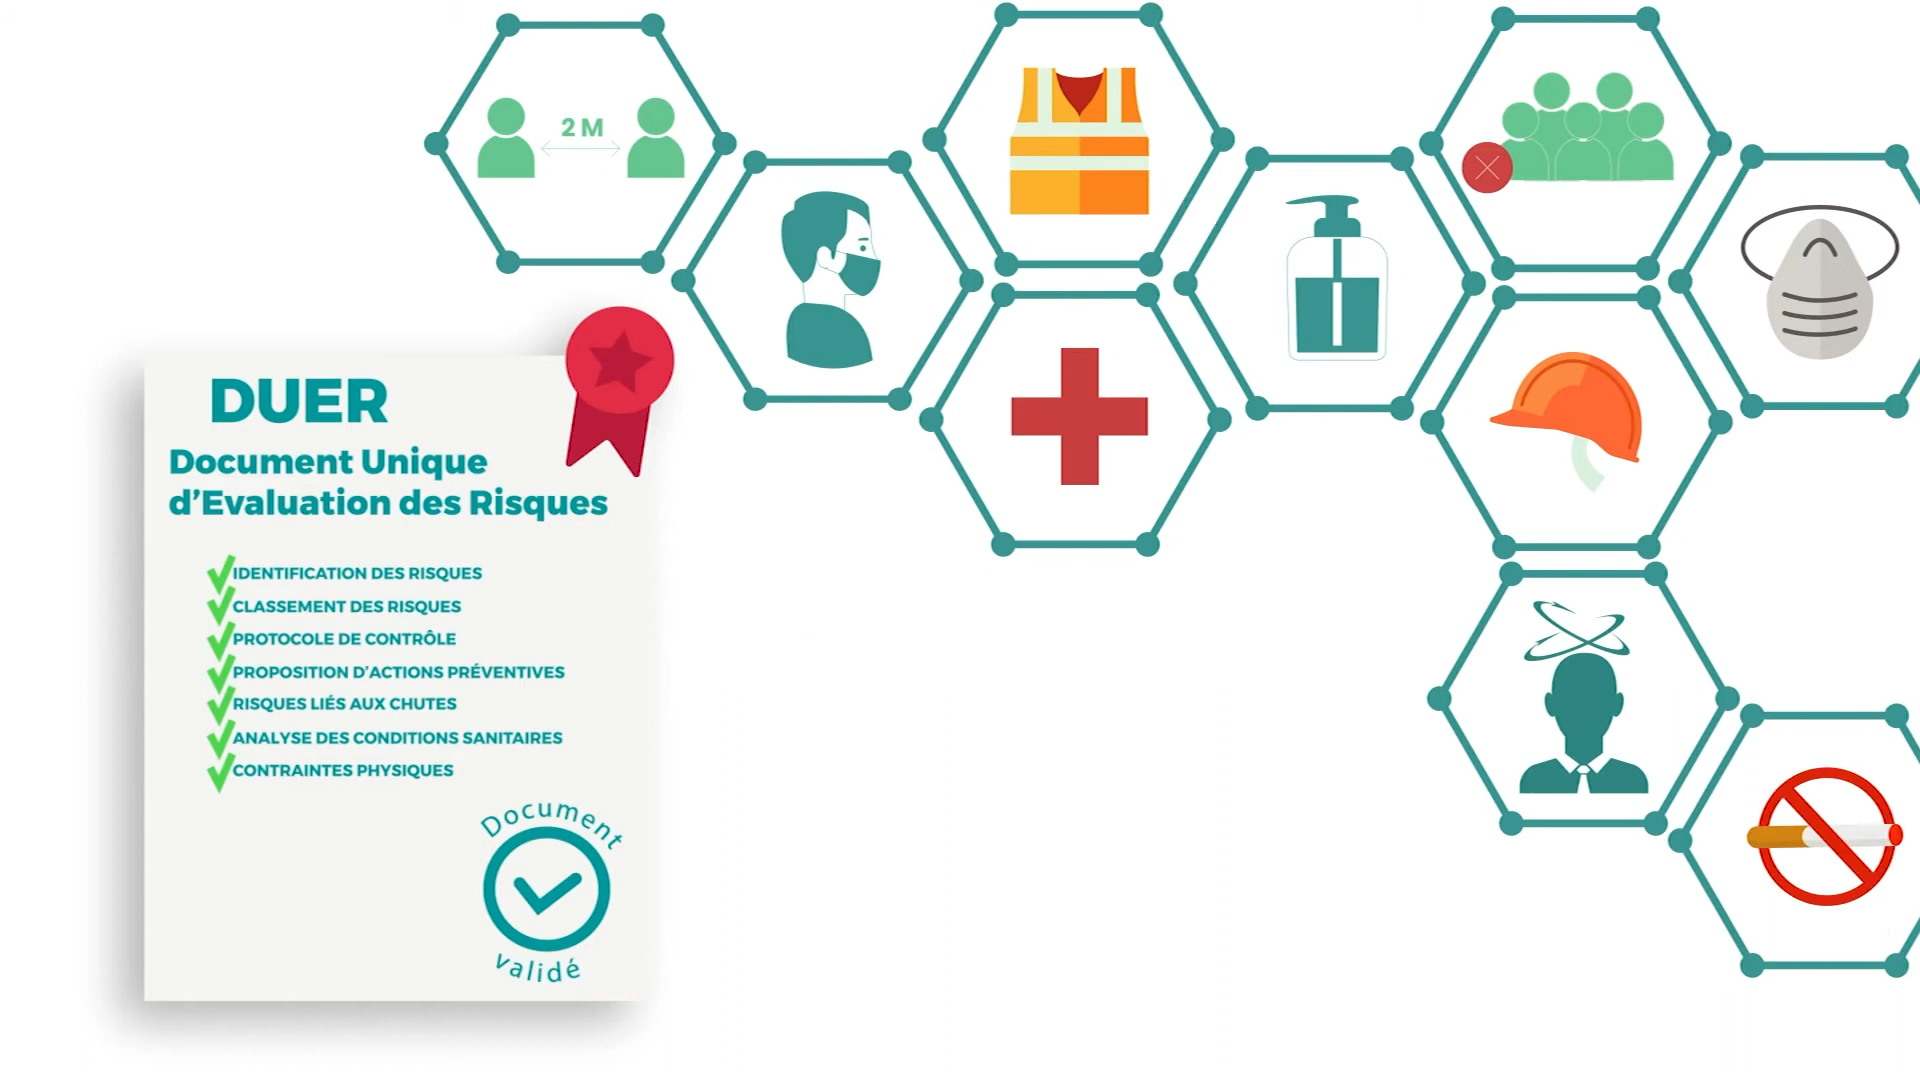 2 M
DUER
Document Unique
d’Evaluation des Risques
IDENTIFICATION DES RISQUES
CLASSEMENT DES RISQUES
PROTOCOLE DE CONTRÔLE
PROPOSITION D’ACTIONS PRÉVENTIVES
RISQUES LIÉS AUX CHUTES
ANALYSE DES CONDITIONS SANITAIRES
CONTRAINTES PHYSIQUES
Document
validé